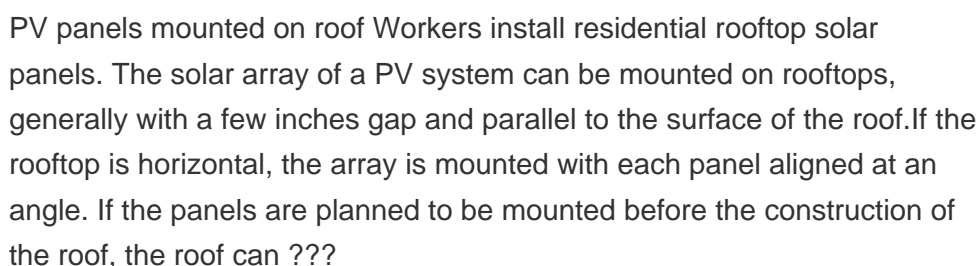 PV panels mounted on roof Workers install residential rooftop solar
panels. The solar array of a PV system can be mounted on rooftops,
generally with a few inches gap and parallel to the surface of the roof.If the
rooftop is horizontal, the array is mounted with each panel aligned at an
angle. If the panels are planned to be mounted before the construction of
the roof, the roof can ???